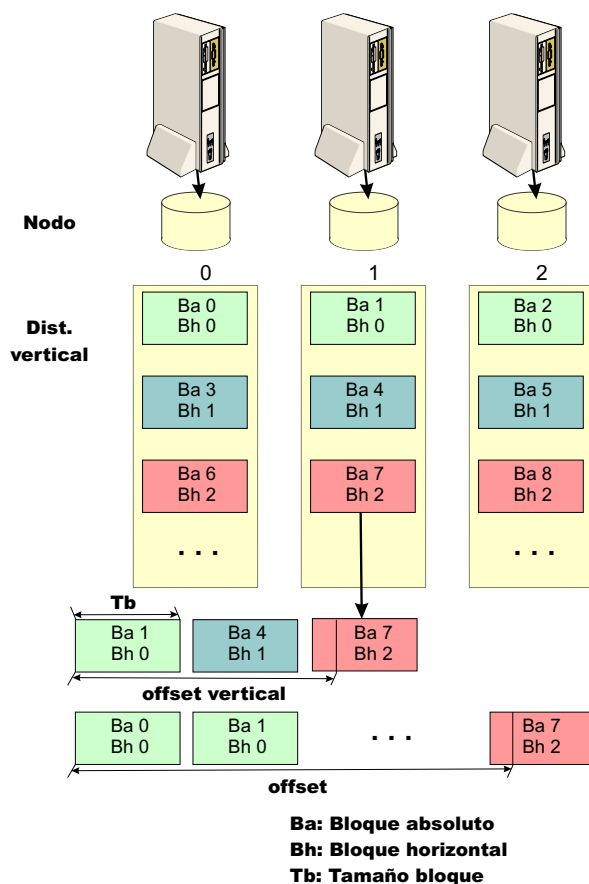 Nodo
0 1 2
Dist.
vertical
Ba 0
Bh 0
Ba 1
Bh 0
Ba 2
Bh 0
Ba 3
Bh 1
Ba 4
Bh 1
Ba 5
Bh 1
Ba 6
Bh 2
Ba 7
Bh 2
Ba 8
Bh 2
. . .
. . .
. . .
Tb
Ba 1
Bh 0
Ba 4
Bh 1
Ba 7
Bh 2
offset vertical
Ba 0
Bh 0
Ba 1
Bh 0
. . .
Ba 7
Bh 2
offset
Ba: Bloque absoluto
Bh: Bloque horizontal
Tb: Tamaño bloque